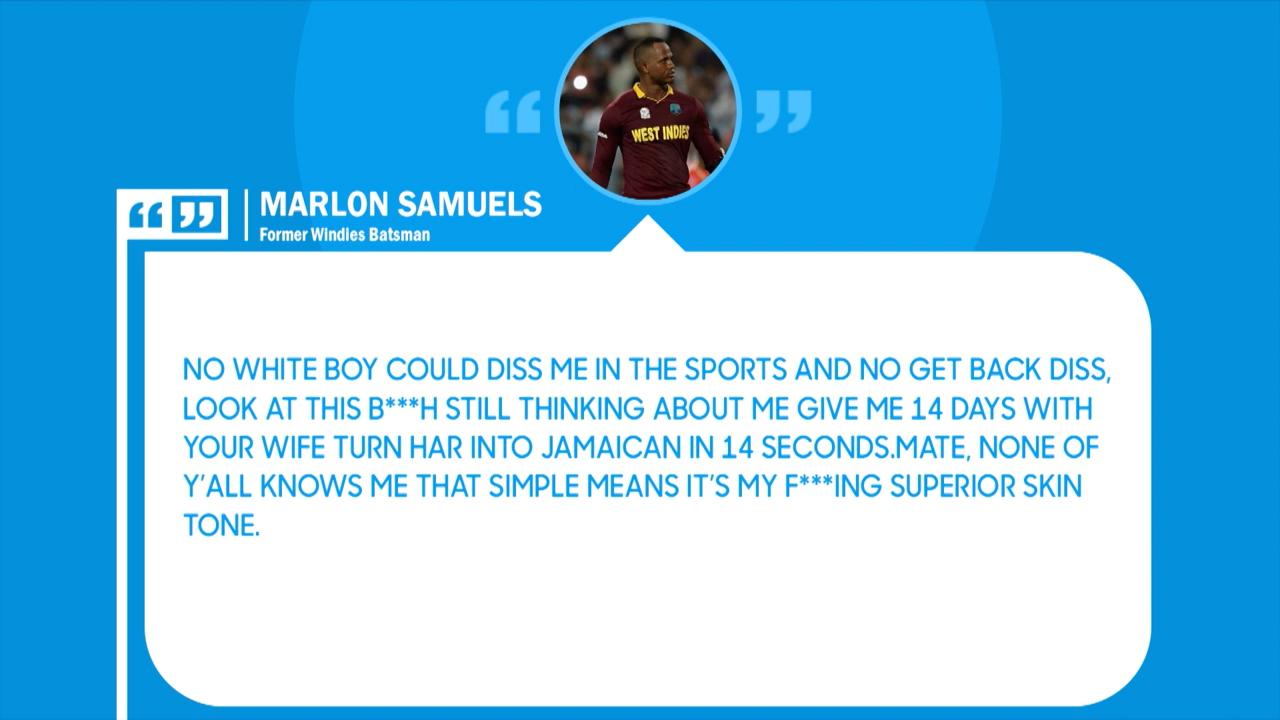 WEST INDIES
MARLON SAMUELS
Former Windies Batsman
NO WHITE BOY COULD DISS ME IN THE SPORTS AND NO GET BACK DISS,
LOOK AT THIS B***H STILL THINKING ABOUT ME GIVE ME 14 DAYS WITH
YOUR WIFE TURN HAR INTO JAMAICAN IN 14 SECONDS.MATE, NONE OF
Y'ALL KNOWS ME THAT SIMPLE MEANS IT'S MY F***ING SUPERIOR SKIN
TONE.